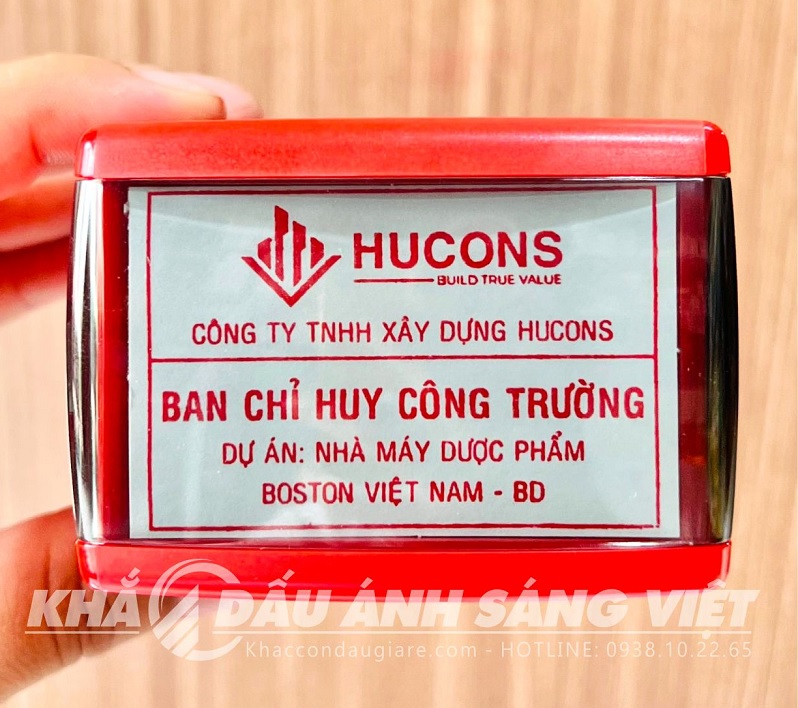 HUCONS
BUILD TRUE VALUE
CÔNG TY TNHH XÂY DỰNG HUCONS
BAN CHỈ HUY CÔNG TRƯỜNG
DỰ ÁN: NHÀ MÁY DƯỢC PHẨM
BOSTON VIỆT NAM - BD
KHẮC DẤU ÁNH SÁNG VIỆT
Khaccondaugiare.com - HOTLINE: 0938.10.22.65